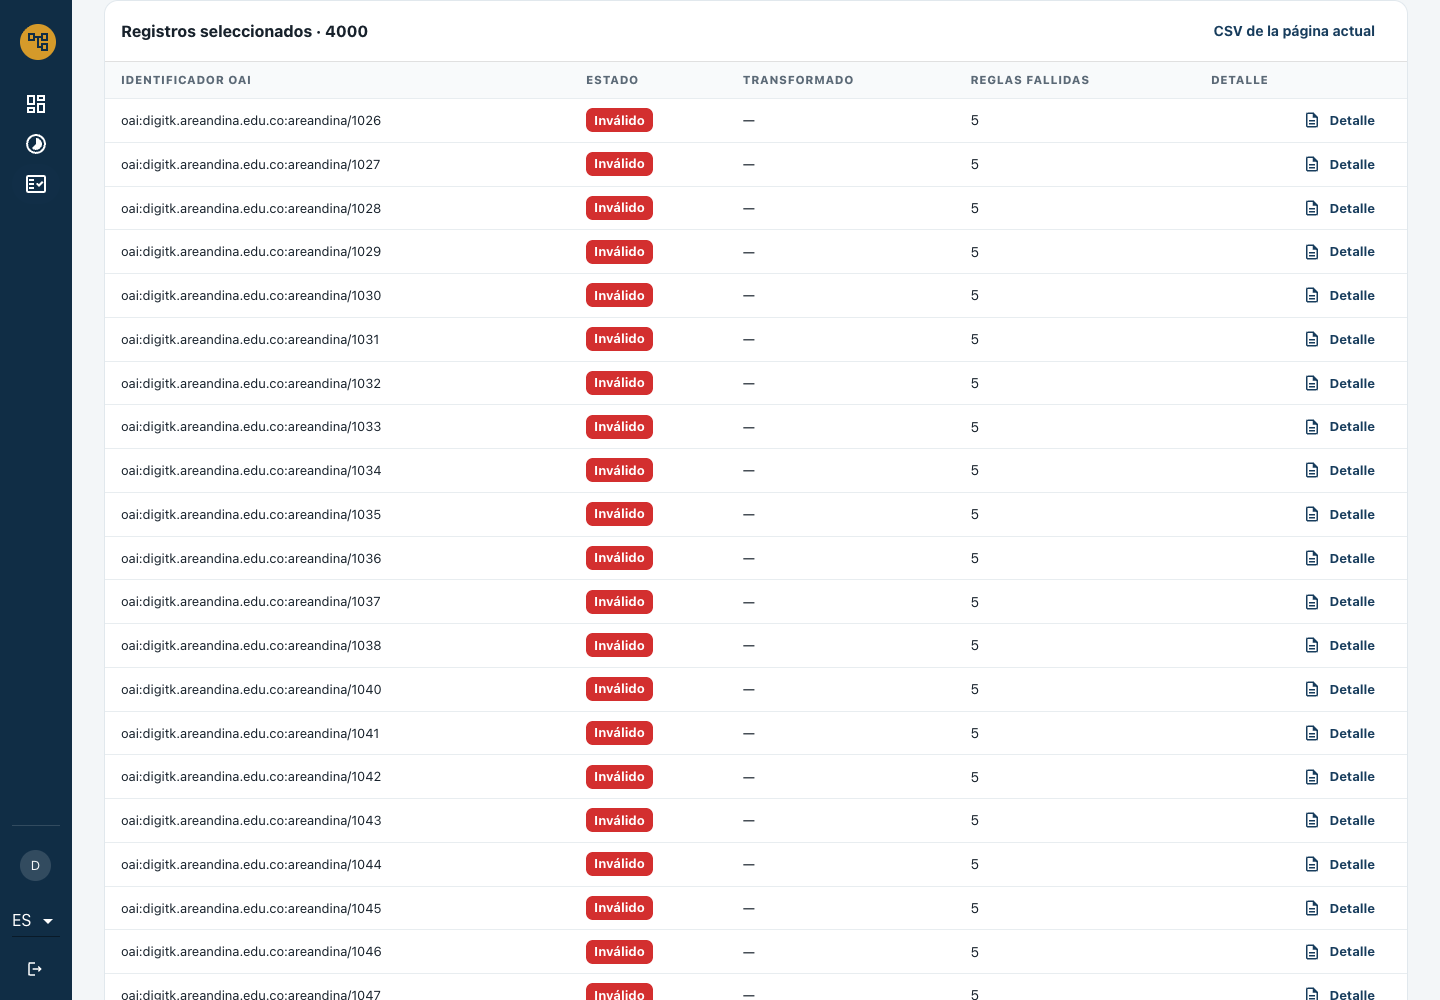 Registros seleccionados · 4000
CSV de la página actual
IDENTIFICADOR OAI ESTADO TRANSFORMADO REGLAS FALLIDAS DETALLE
oai:digitk.areandina.edu.co:areandina/1026 Inválido — 5 Detalle
oai:digitk.areandina.edu.co:areandina/1027 Inválido — 5 Detalle
oai:digitk.areandina.edu.co:areandina/1028 Inválido — 5 Detalle
oai:digitk.areandina.edu.co:areandina/1029 Inválido — 5 Detalle
oai:digitk.areandina.edu.co:areandina/1030 Inválido — 5 Detalle
oai:digitk.areandina.edu.co:areandina/1031 Inválido — 5 Detalle
oai:digitk.areandina.edu.co:areandina/1032 Inválido — 5 Detalle
oai:digitk.areandina.edu.co:areandina/1033 Inválido — 5 Detalle
oai:digitk.areandina.edu.co:areandina/1034 Inválido — 5 Detalle
oai:digitk.areandina.edu.co:areandina/1035 Inválido — 5 Detalle
oai:digitk.areandina.edu.co:areandina/1036 Inválido — 5 Detalle
oai:digitk.areandina.edu.co:areandina/1037 Inválido — 5 Detalle
oai:digitk.areandina.edu.co:areandina/1038 Inválido — 5 Detalle
oai:digitk.areandina.edu.co:areandina/1040 Inválido — 5 Detalle
oai:digitk.areandina.edu.co:areandina/1041 Inválido — 5 Detalle
oai:digitk.areandina.edu.co:areandina/1042 Inválido — 5 Detalle
oai:digitk.areandina.edu.co:areandina/1043 Inválido — 5 Detalle
oai:digitk.areandina.edu.co:areandina/1044 Inválido — 5 Detalle
oai:digitk.areandina.edu.co:areandina/1045 Inválido — 5 Detalle
oai:digitk.areandina.edu.co:areandina/1046 Inválido — 5 Detalle
oai:digitk.areandina.edu.co:areandina/1047 Inválido — 5 Detalle
D
ES